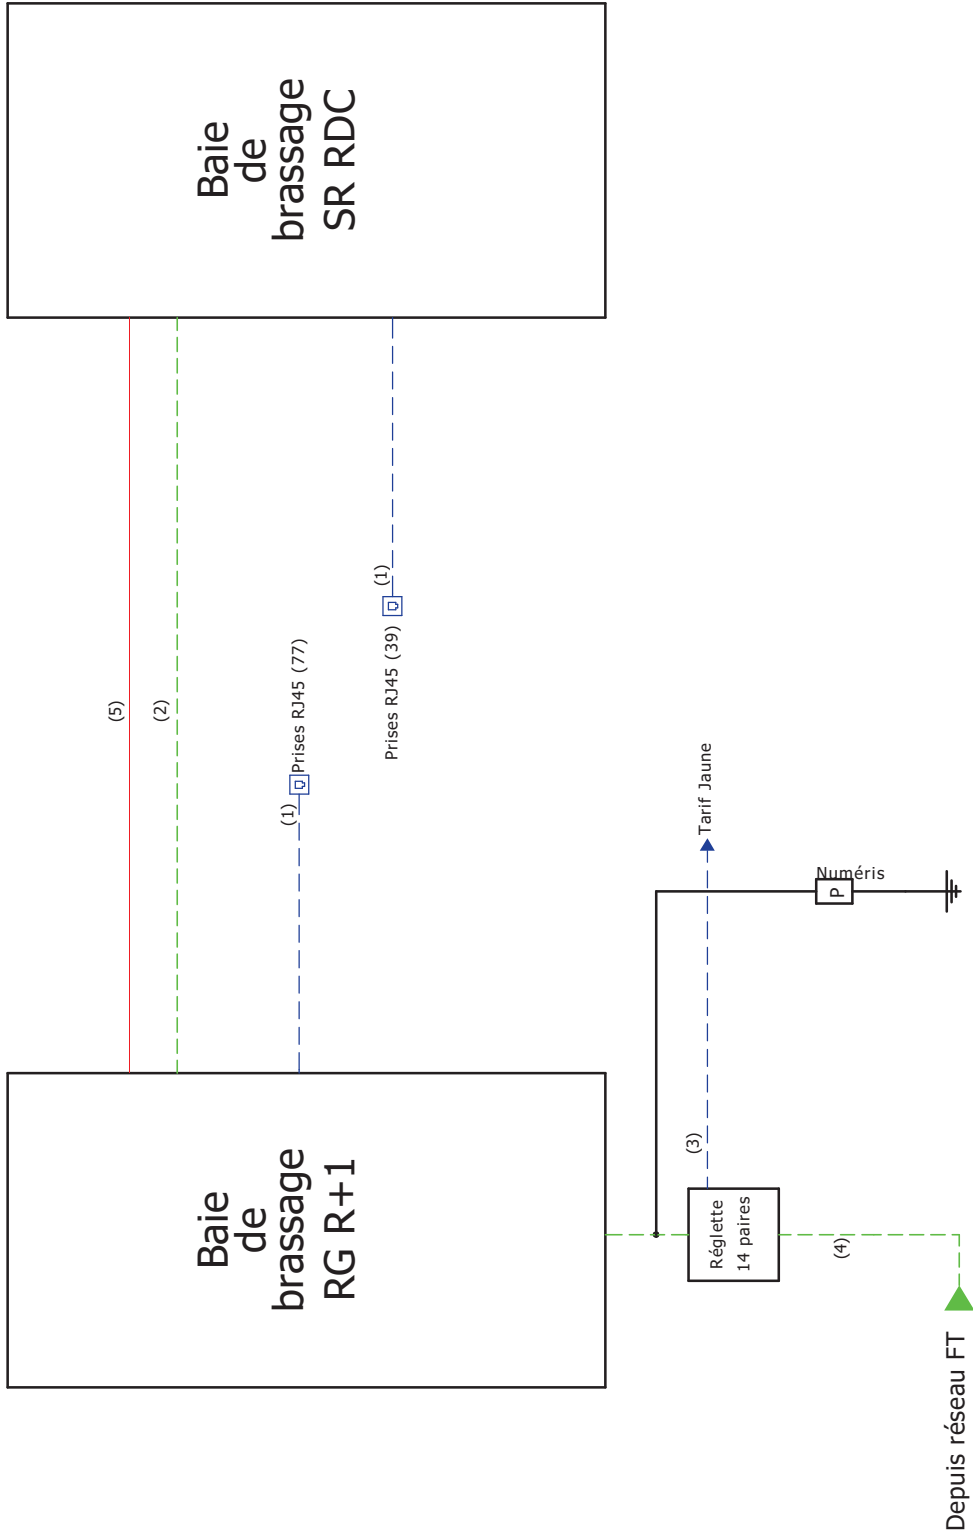 Baie
de
brassage
SR RDC
(5)
(2)
(1)
Prises RJ45 (39)
Prises RJ45 (77)
(1)
Baie
de
brassage
RG R+1
Tarif Jaune
Numéris
P
(3)
Réglette
14 paires
(4)
Depuis réseau FT